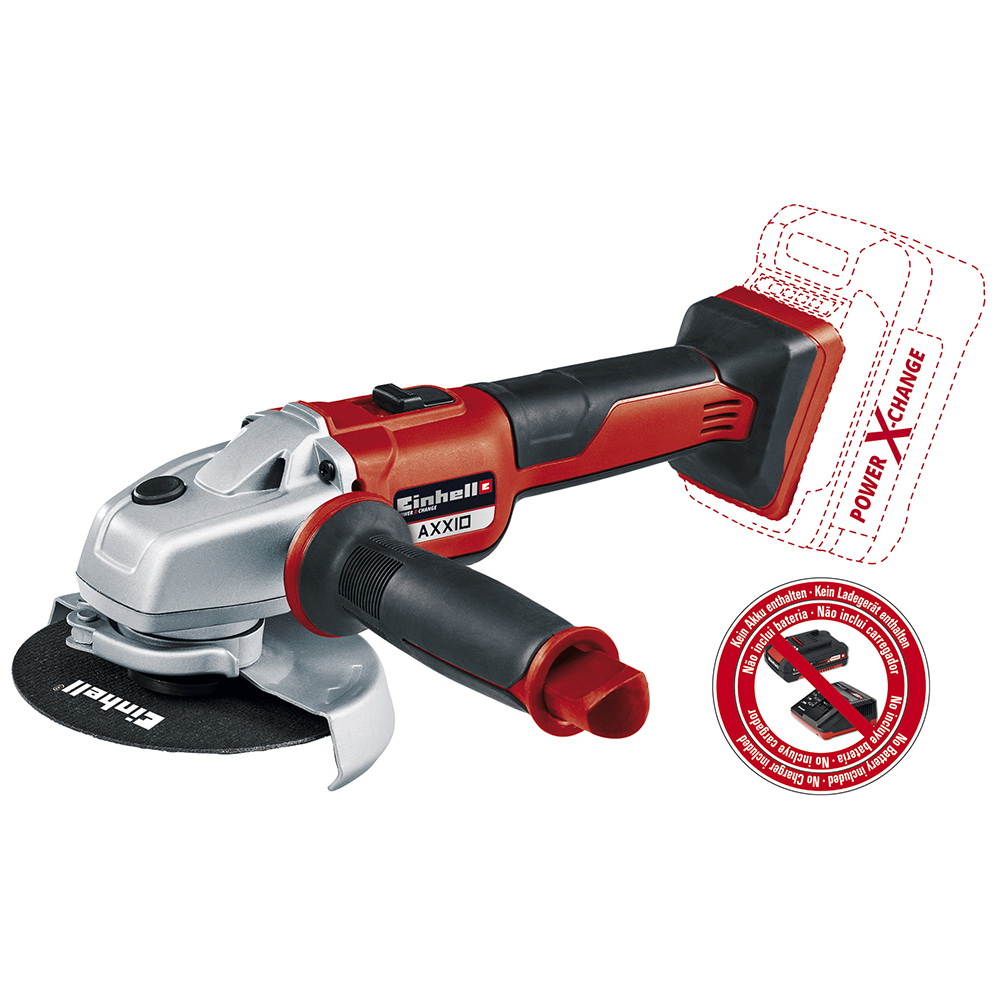 Einhell
POWER X-CHANGE
AXXIO
POWER X-CHANGE
Einhell
Kein Akku enthalten · Kein Ladegerät enthalten
Não inclui bateria · Não inclui carregador
No incluye bateria · No incluye cargador
No Battery included · No Charger included